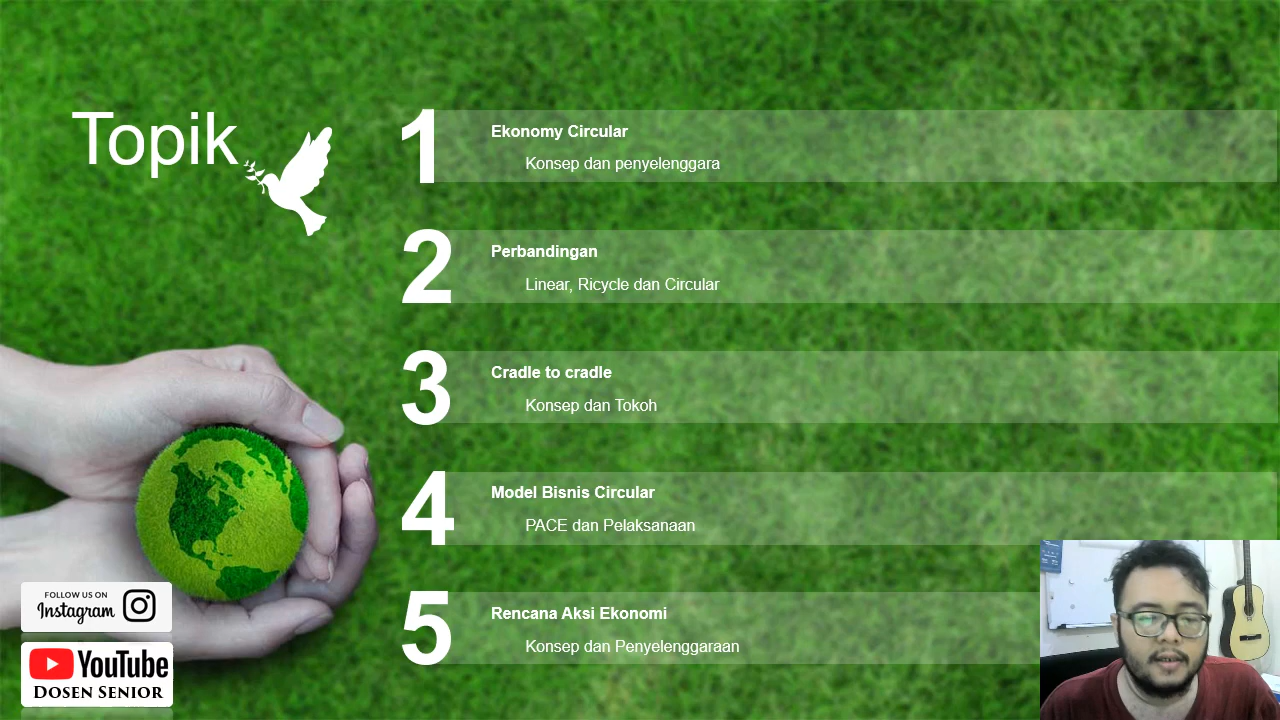 Topik
1
Ekonomy Circular
Konsep dan penyelenggara
2
Perbandingan
Linear, Ricycle dan Circular
3
Cradle to cradle
Konsep dan Tokoh
4
Model Bisnis Circular
PACE dan Pelaksanaan
5
Rencana Aksi Ekonomi
Konsep dan Penyelenggaraan
FOLLOW US ON
Instagram
YouTube
DOSEN SENIOR